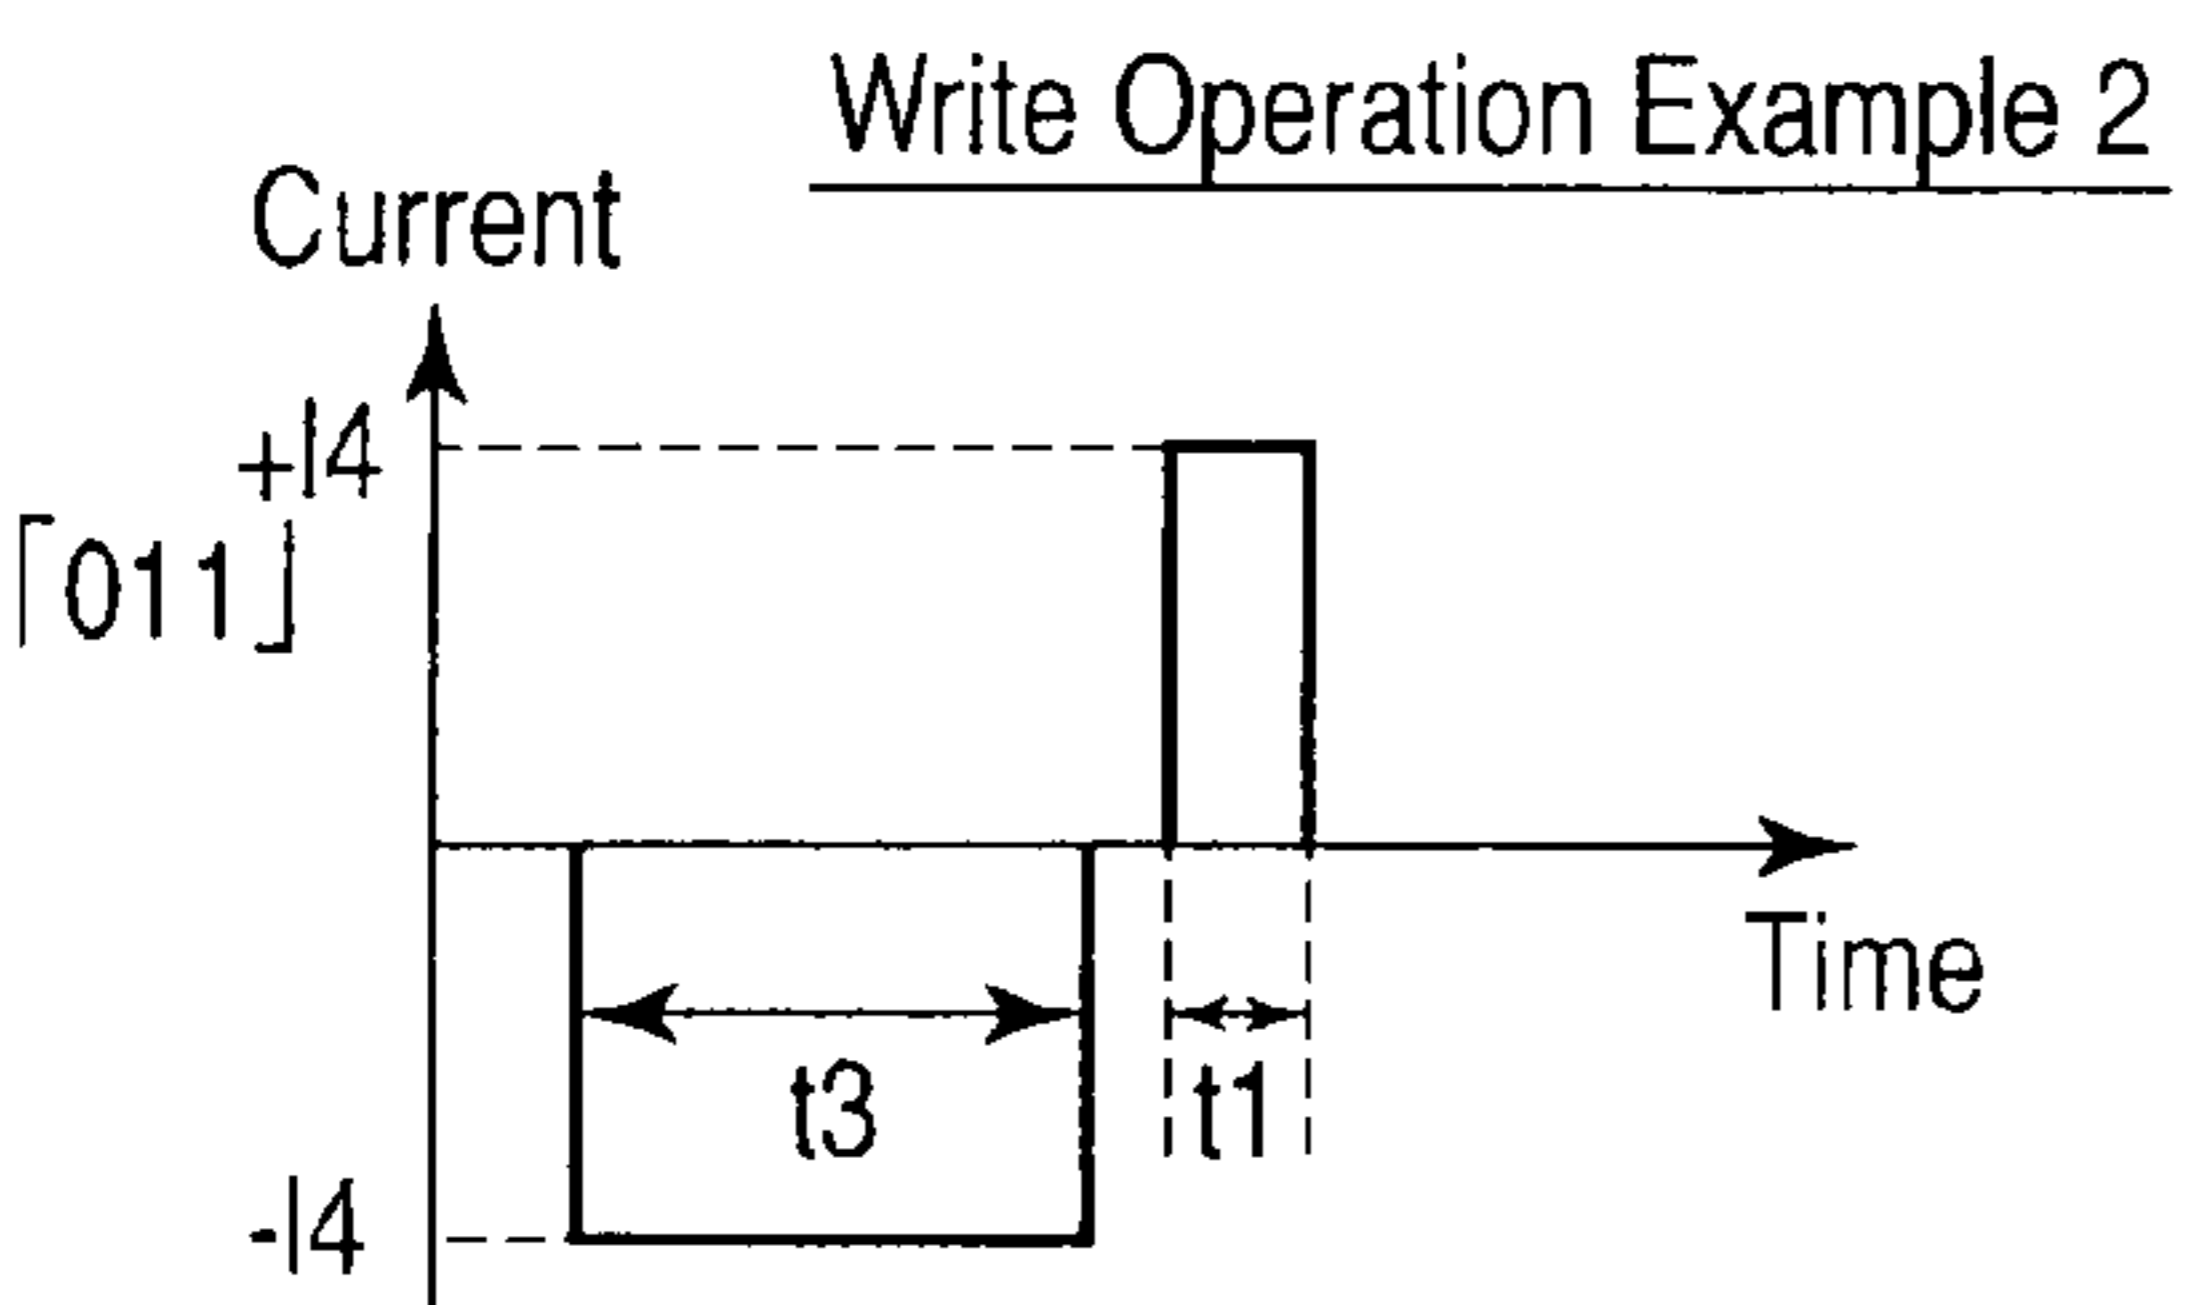 Write Operation Example 2
Current
+I4
「011」
Time
t3
t1
-I4